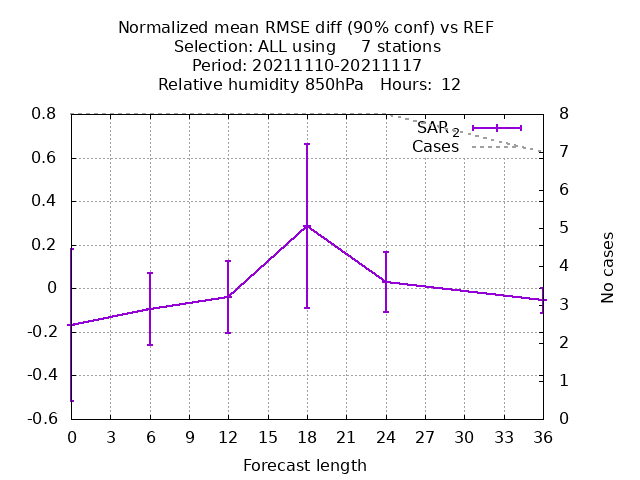 Normalized mean RMSE diff (90% conf) vs REF
Selection: ALL using 7 stations
Period: 20211110-20211117
Relative humidity 850hPa Hours: 12
SAR 2
Cases
0.8
0.6
0.4
0.2
0
-0.2
-0.4
-0.6
8
7
6
5
4
3
2
1
0
No cases
0 3 6 9 12 15 18 21 24 27 30 33 36
Forecast length